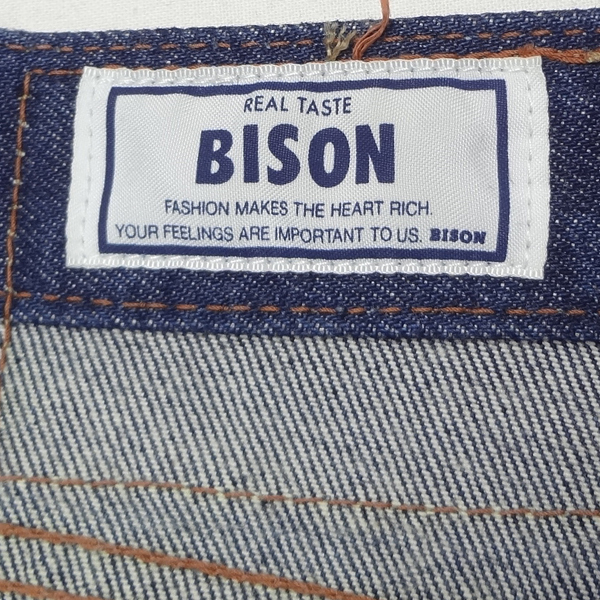 REAL TASTE
BISON
FASHION MAKES THE HEART RICH.
YOUR FEELINGS ARE IMPORTANT TO US. BISON